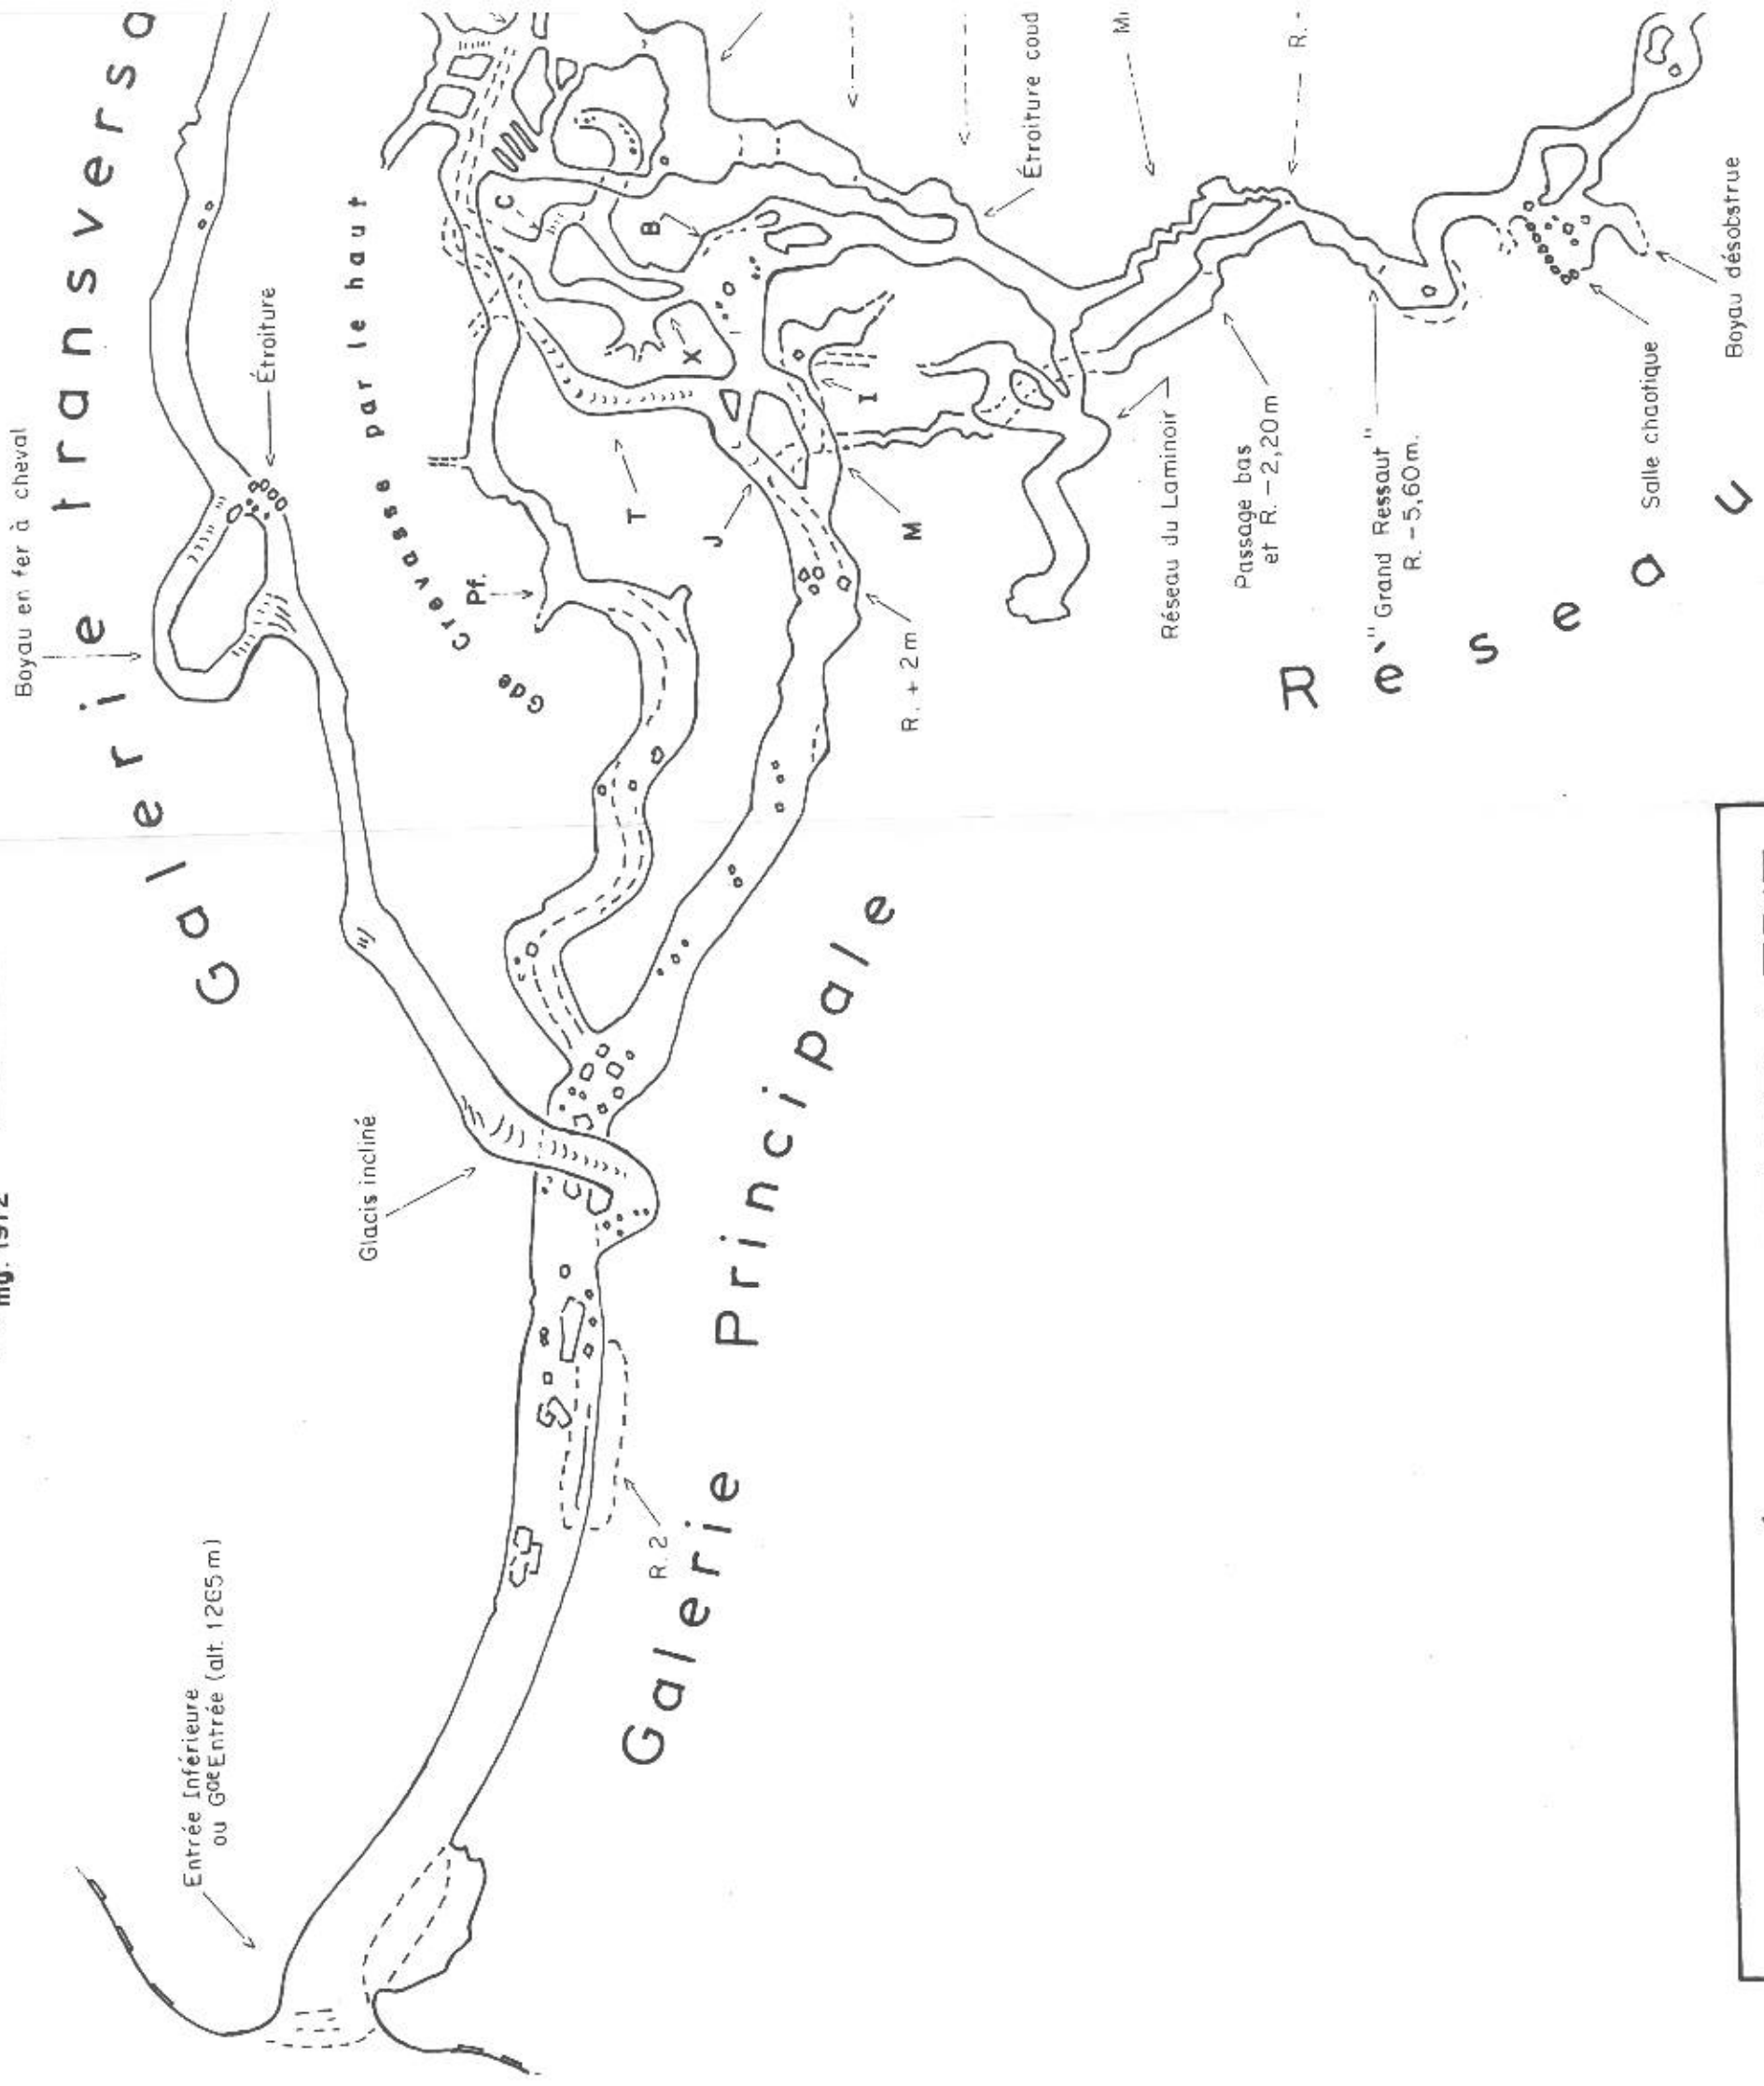 Boyau en fer à cheval
Galerie transversa
Étroiture
Gde Crevasse par le haut
Pf.
Glacis incliné
Entrée Inférieure
ou Gde Entrée (alt. 1265 m)
R. 2
Galerie Principale
R. + 2 m
T
J
M
I
X
B
C
Étroiture coud
Réseau du Laminoir
Passage bas
et R. -2,20 m
"Grand Ressaut"
R. -5,60 m.
R.-
Salle chaotique
Boyau désobstrue
Réseau